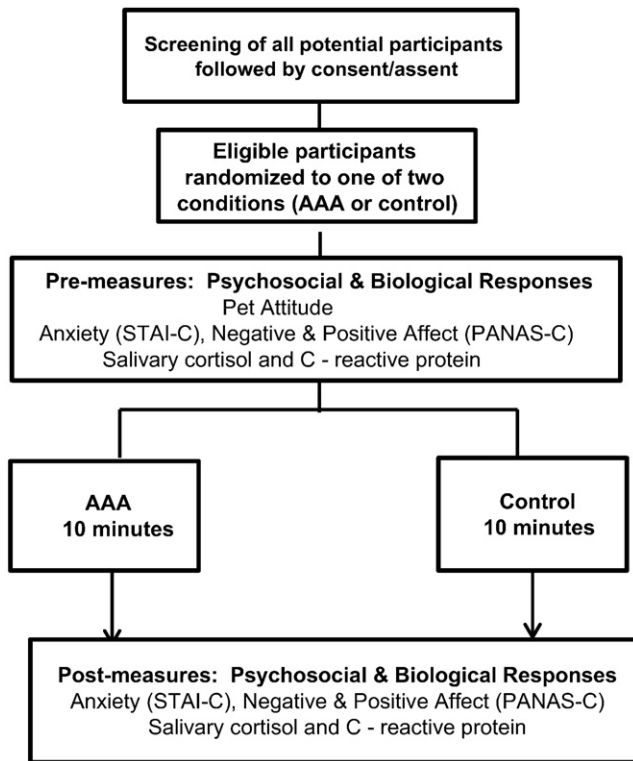 Screening of all potential participants
followed by consent/assent
Eligible participants
randomized to one of two
conditions (AAA or control)
Pre-measures: Psychosocial & Biological Responses
Pet Attitude
Anxiety (STAI-C), Negative & Positive Affect (PANAS-C)
Salivary cortisol and C - reactive protein
AAA
10 minutes
Control
10 minutes
Post-measures: Psychosocial & Biological Responses
Anxiety (STAI-C), Negative & Positive Affect (PANAS-C)
Salivary cortisol and C - reactive protein